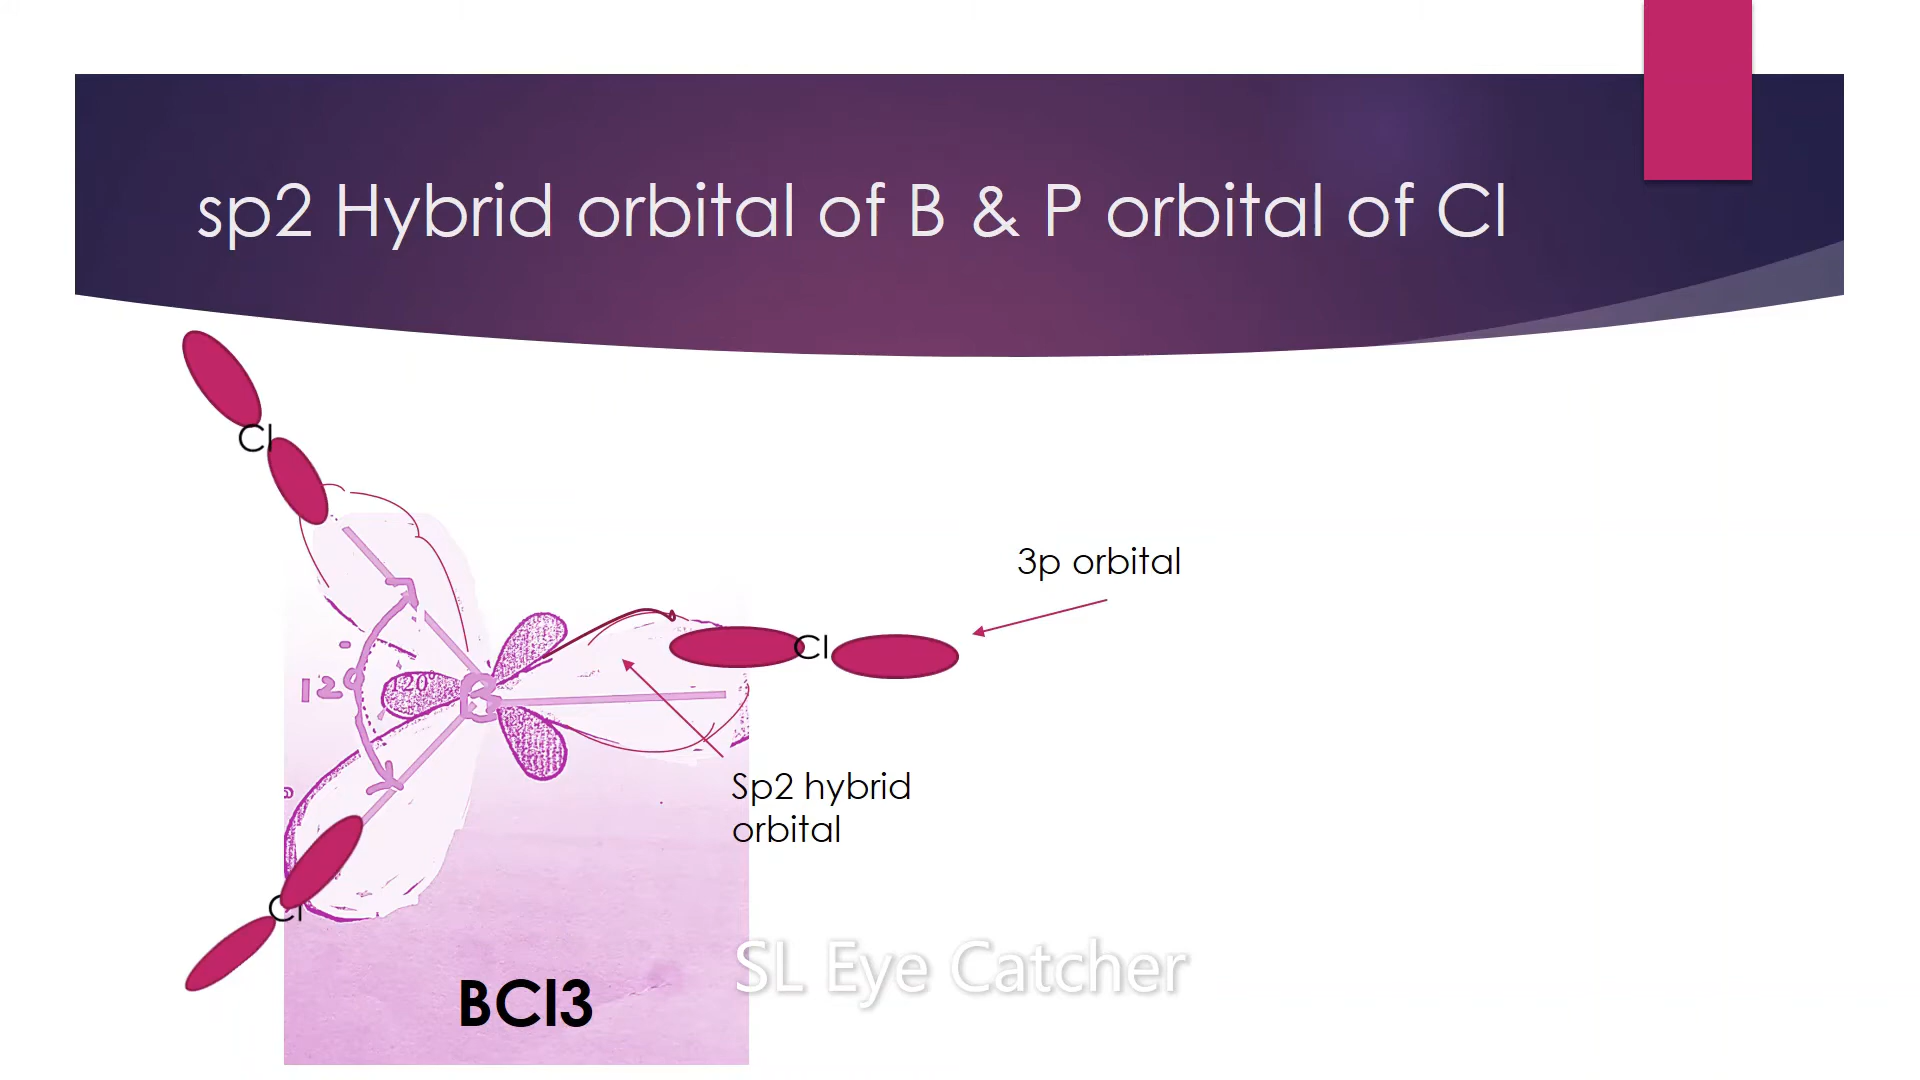 sp2 Hybrid orbital of B & P orbital of Cl
Cl
3p orbital
Cl
120
120°
Sp2 hybrid
orbital
Cl
SL Eye Catcher
BCl3